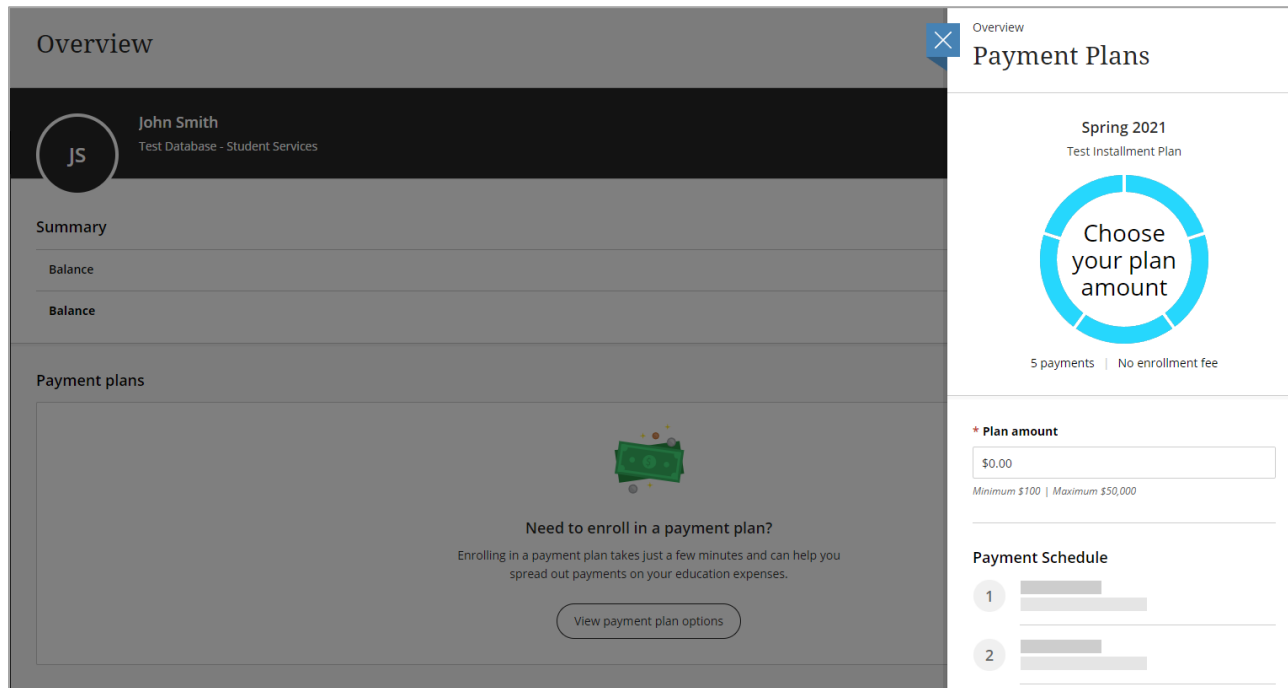 Overview
JS
John Smith
Test Database - Student Services
Summary
Balance
Balance
Payment plans
Need to enroll in a payment plan?
Enrolling in a payment plan takes just a few minutes and can help you
spread out payments on your education expenses.
View payment plan options
Overview
Payment Plans
Spring 2021
Test Installment Plan
Choose
your plan
amount
5 payments | No enrollment fee
* Plan amount
$0.00
Minimum $100 | Maximum $50,000
Payment Schedule
1
2